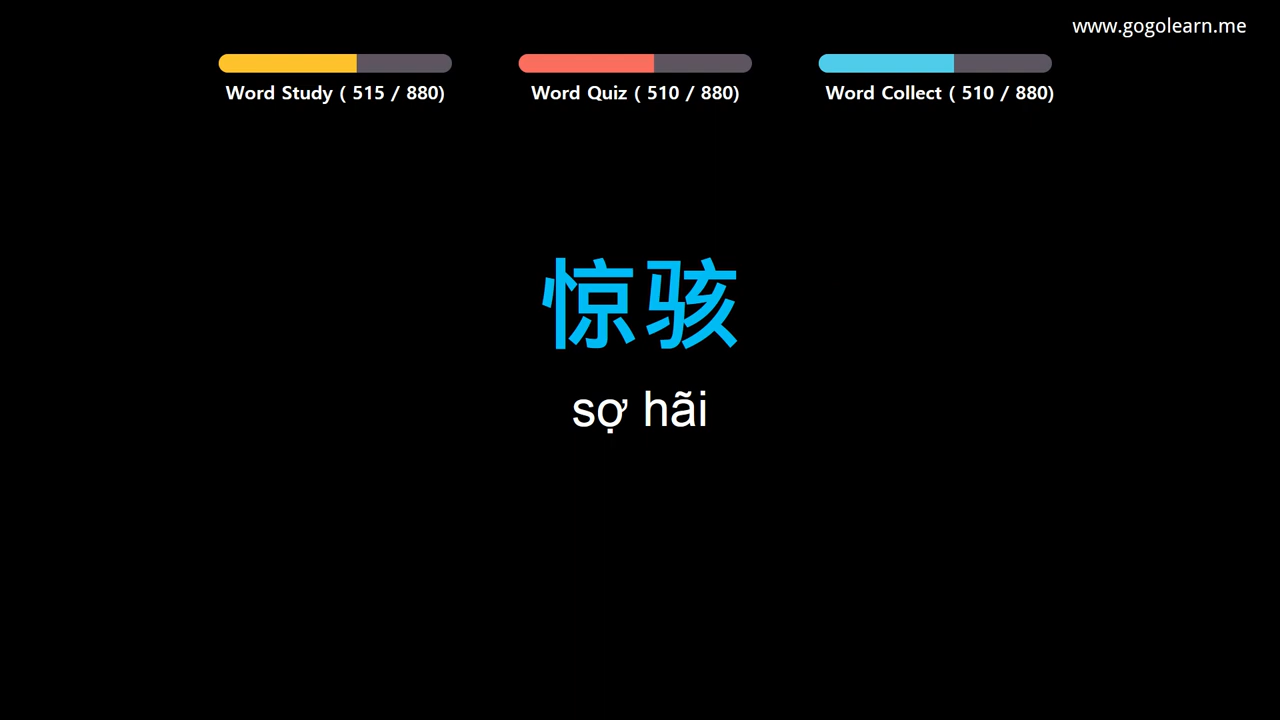 www.gogolearn.me
Word Study ( 515 / 880)
Word Quiz ( 510 / 880)
Word Collect ( 510 / 880)
惊骇
sợ hãi